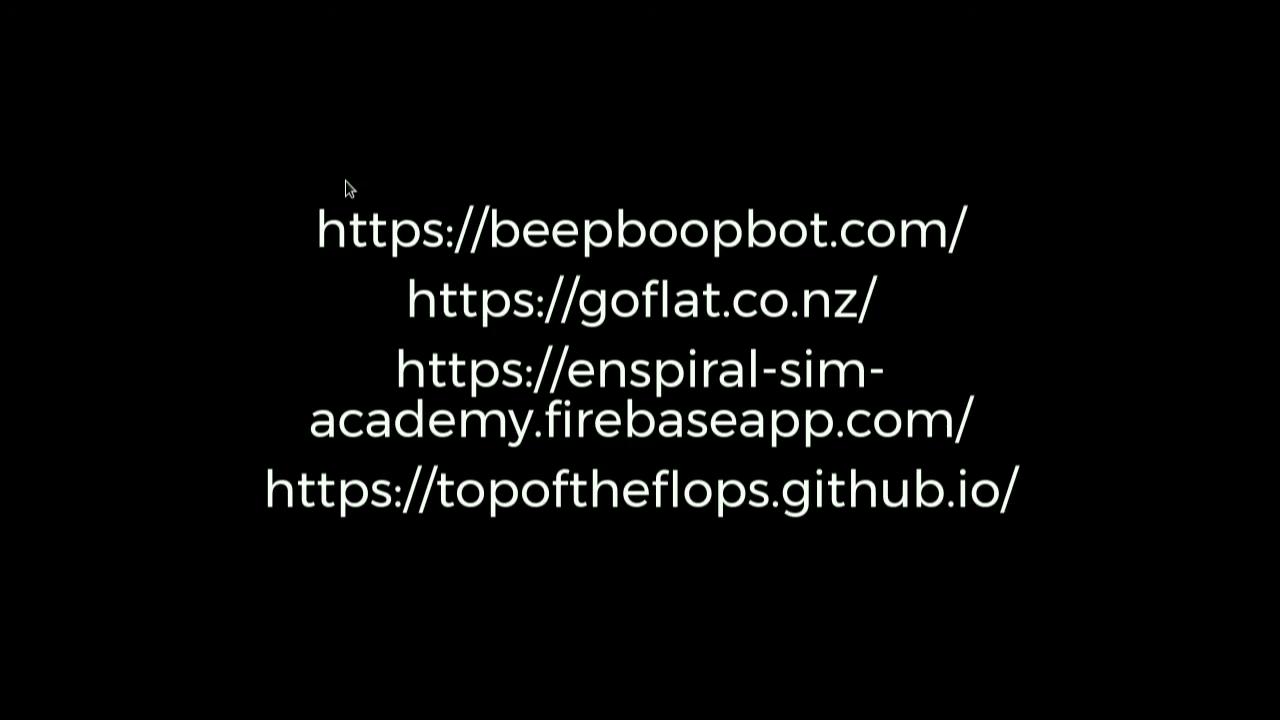 https://beepboopbot.com/
https://goflat.co.nz/
https://enspiral-sim-
academy.firebaseapp.com/
https://topoftheflops.github.io/